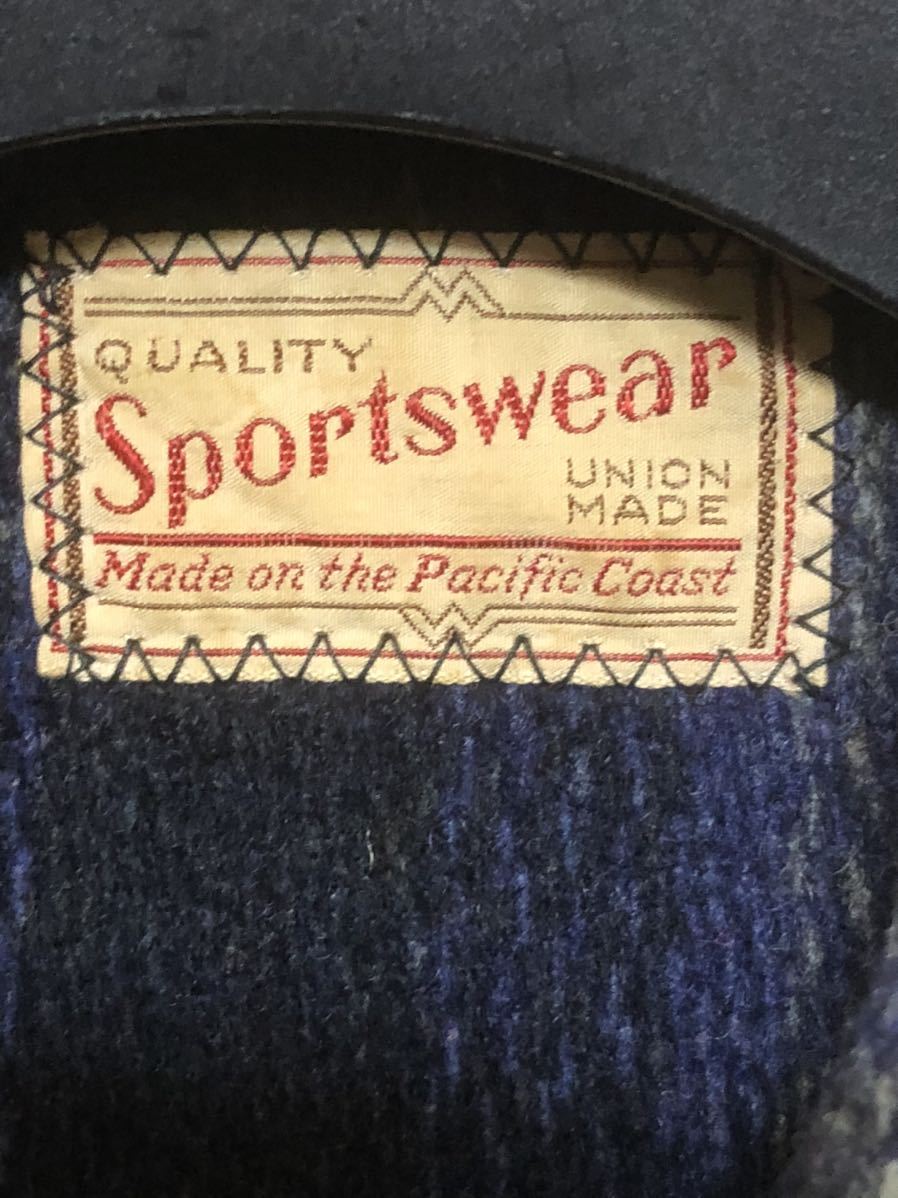 QUALITY
Sportswear
UNION
MADE
Made on the Pacific Coast